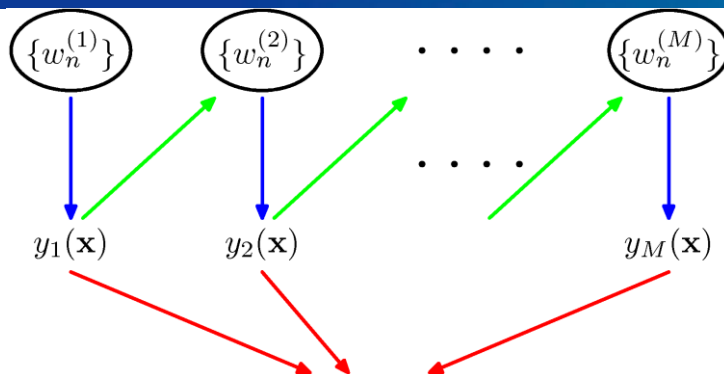 {w_n^{(1)}} {w_n^{(2)}} · · · · {w_n^{(M)}}
· · · ·
y_1(x) y_2(x) y_M(x)